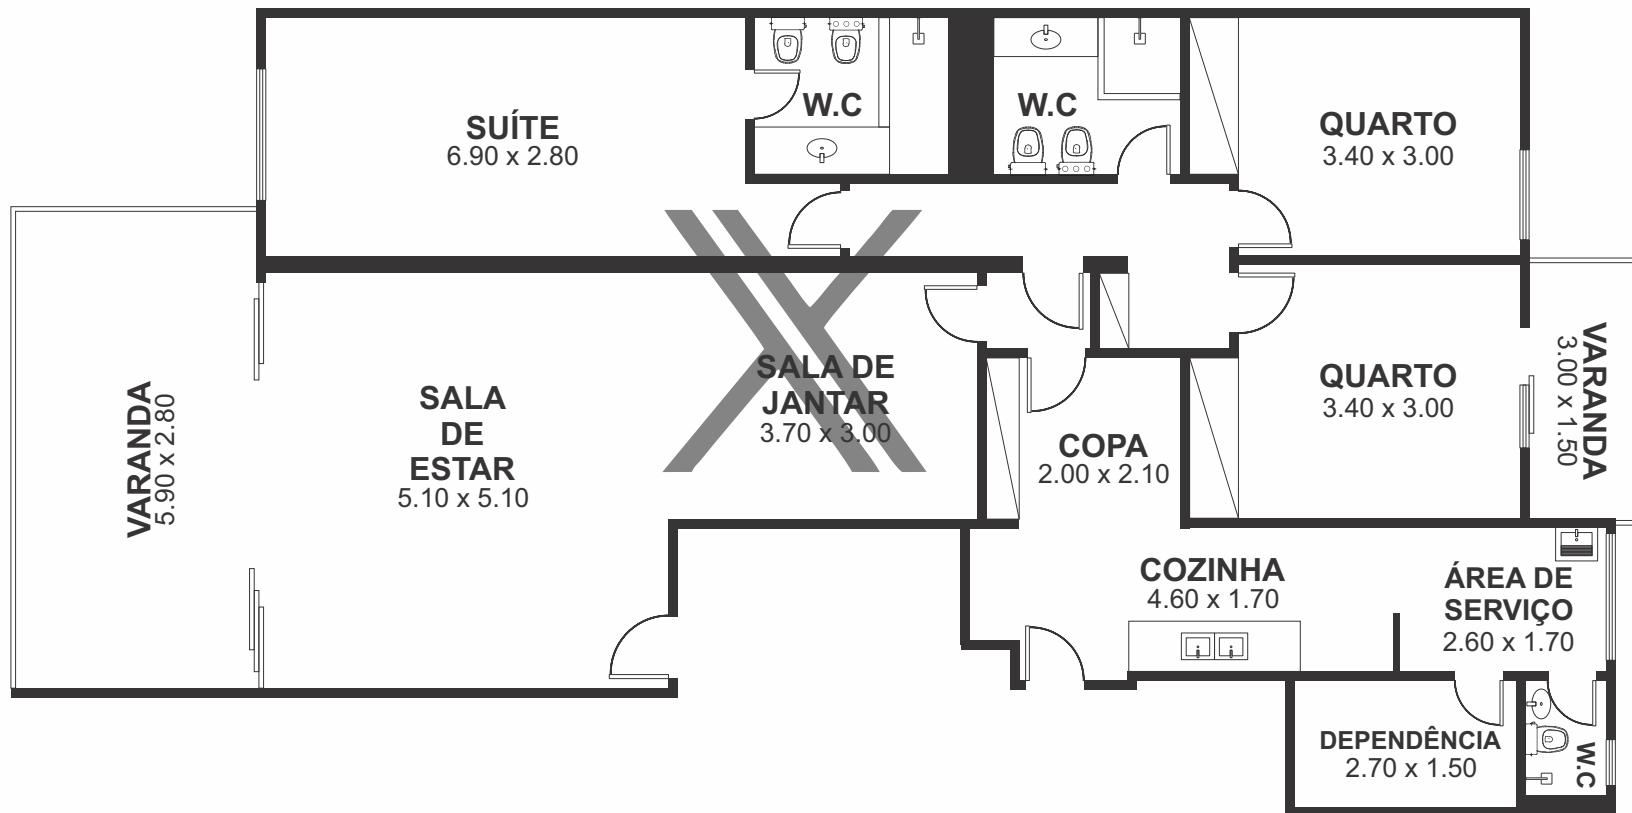 SUÍTE
6.90 x 2.80
W.C
W.C
QUARTO
3.40 x 3.00
VARANDA
5.90 x 2.80
SALA
DE
ESTAR
5.10 x 5.10
SALA DE
JANTAR
3.70 x 3.00
COPA
2.00 x 2.10
QUARTO
3.40 x 3.00
VARANDA
3.00 x 1.50
COZINHA
4.60 x 1.70
ÁREA DE
SERVIÇO
2.60 x 1.70
DEPENDÊNCIA
2.70 x 1.50
W.C